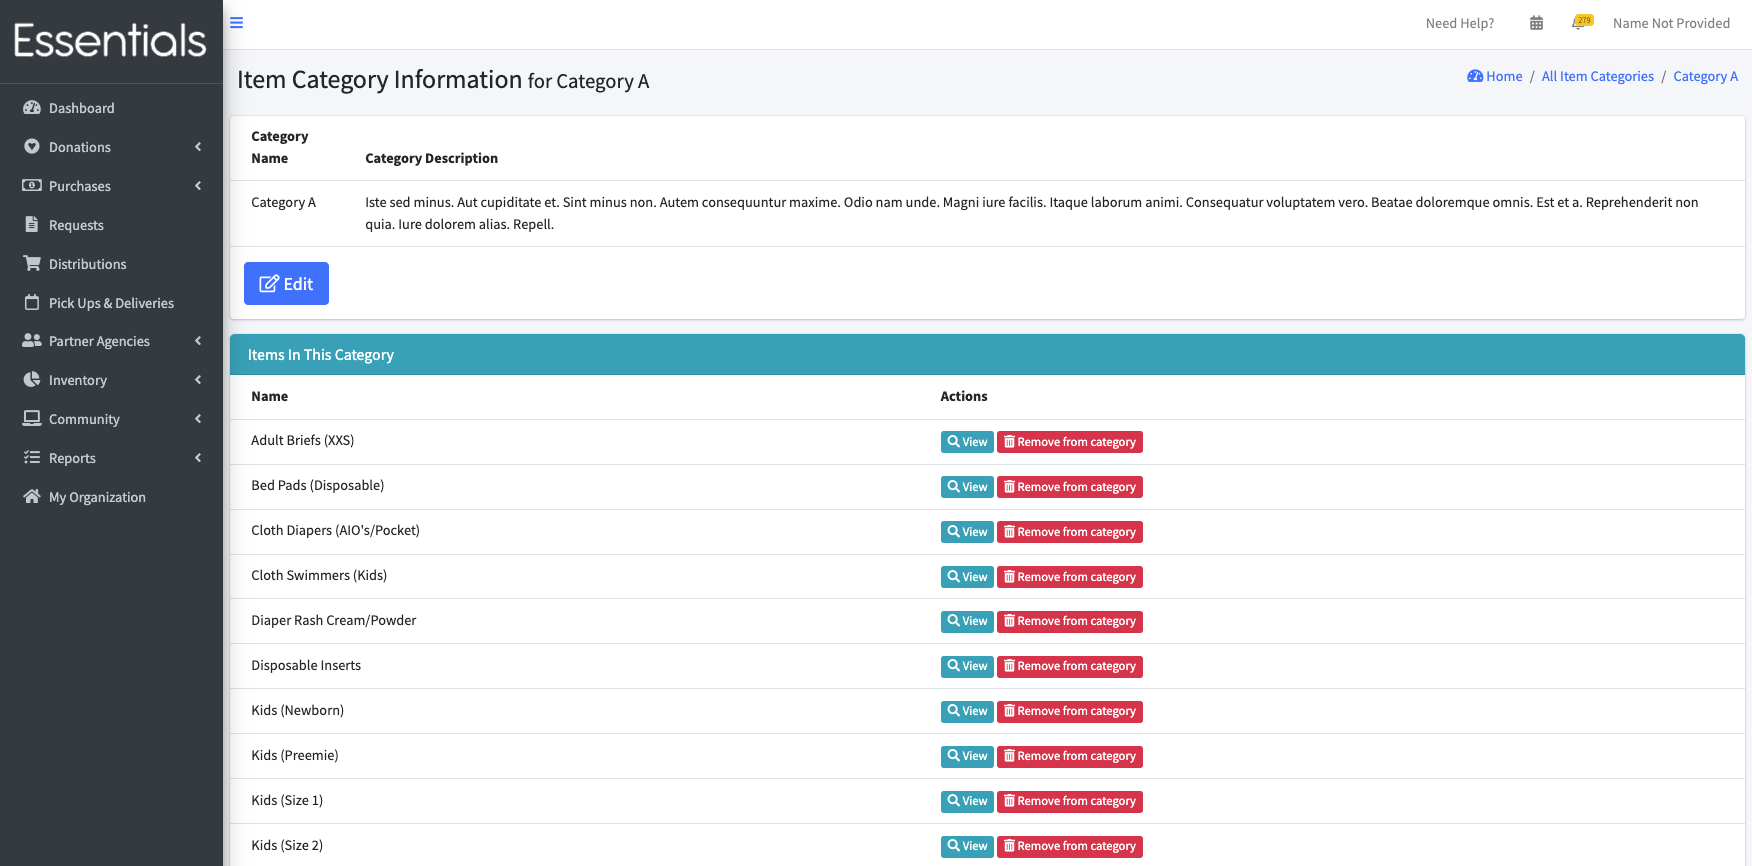 Essentials
Need Help?
279
Name Not Provided
Dashboard
Donations
Purchases
Requests
Distributions
Pick Ups & Deliveries
Partner Agencies
Inventory
Community
Reports
My Organization
Item Category Information for Category A
Home / All Item Categories / Category A
Category Name
Category Description
Category A
Iste sed minus. Aut cupiditate et. Sint minus non. Autem consequuntur maxime. Odio nam unde. Magni iure facilis. Itaque laborum animi. Consequatur voluptatem vero. Beatae doloremque omnis. Est et a. Reprehenderit non
quia. Iure dolorem alias. Repell.
Edit
Items In This Category
Name Actions
Adult Briefs (XXS) View Remove from category
Bed Pads (Disposable) View Remove from category
Cloth Diapers (AIO's/Pocket) View Remove from category
Cloth Swimmers (Kids) View Remove from category
Diaper Rash Cream/Powder View Remove from category
Disposable Inserts View Remove from category
Kids (Newborn) View Remove from category
Kids (Preemie) View Remove from category
Kids (Size 1) View Remove from category
Kids (Size 2) View Remove from category